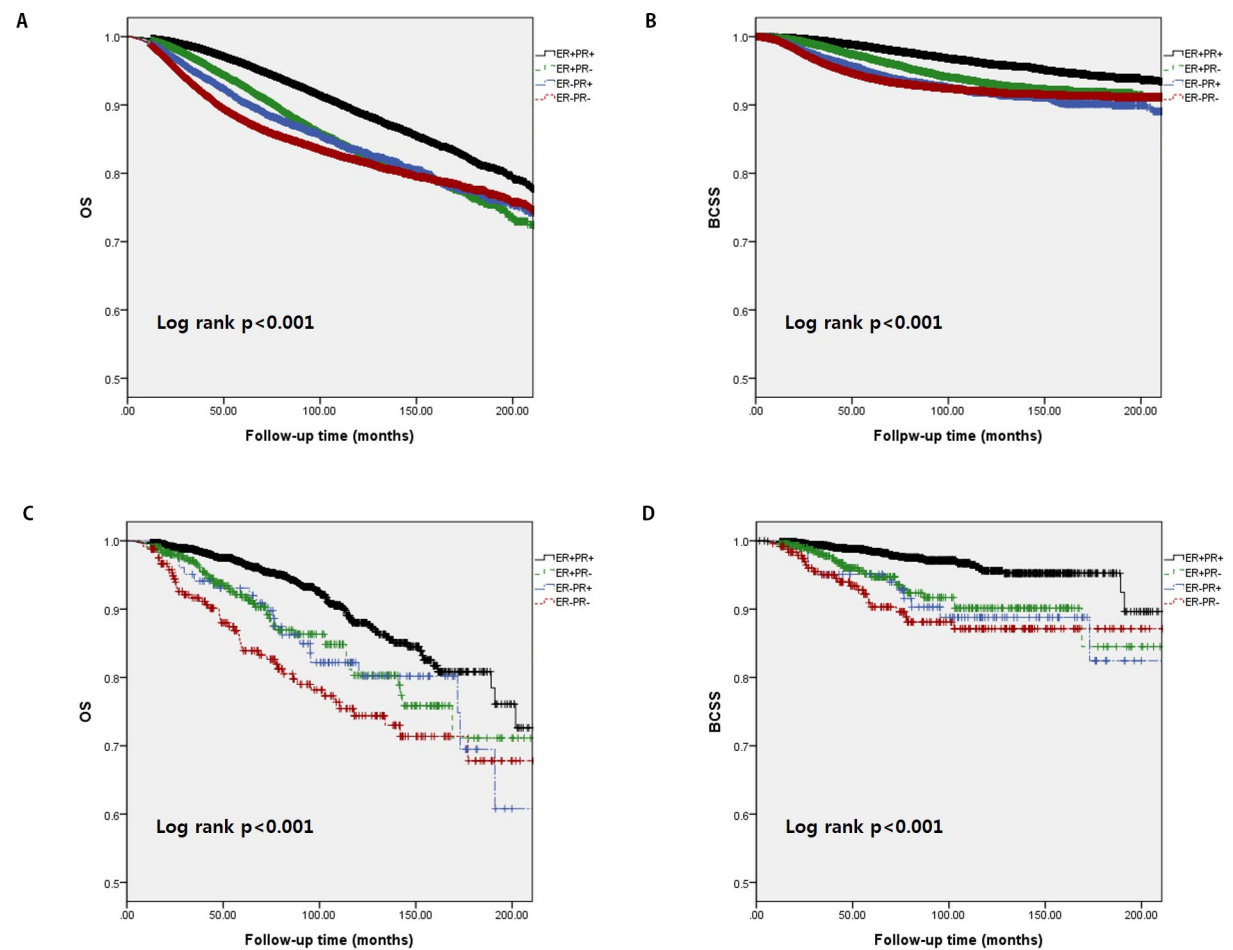 A
1.0
0.9
0.8
0.7
0.6
0.5
OS
.00
50.00
100.00
150.00
200.00
Follow-up time (months)
Log rank p<0.001
ER+PR+
ER+PR-
ER-PR+
ER-PR-
B
1.0
0.9
0.8
0.7
0.6
0.5
BCSS
.00
50.00
100.00
150.00
200.00
Follpw-up time (months)
Log rank p<0.001
ER+PR+
ER+PR-
ER-PR+
ER-PR-
C
1.0
0.9
0.8
0.7
0.6
0.5
OS
.00
50.00
100.00
150.00
200.00
Follow-up time (months)
Log rank p<0.001
ER+PR+
ER+PR-
ER-PR+
ER-PR-
D
1.0
0.9
0.8
0.7
0.6
0.5
BCSS
.00
50.00
100.00
150.00
200.00
Follow-up time (months)
Log rank p<0.001
ER+PR+
ER+PR-
ER-PR+
ER-PR-